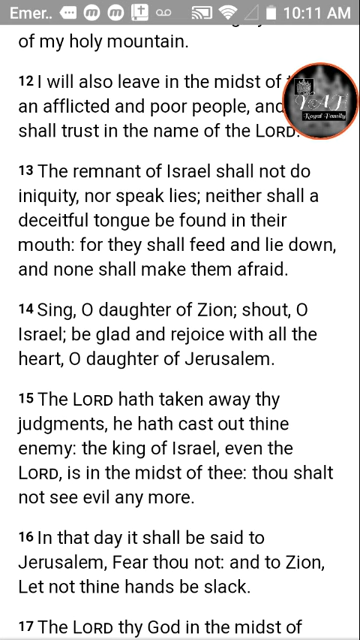 Emer.. 10:11 AM
of my holy mountain.
12 I will also leave in the midst of
an afflicted and poor people, and
shall trust in the name of the LORD.
Royal Family
13 The remnant of Israel shall not do
iniquity, nor speak lies; neither shall a
deceitful tongue be found in their
mouth: for they shall feed and lie down,
and none shall make them afraid.
14 Sing, O daughter of Zion; shout, O
Israel; be glad and rejoice with all the
heart, O daughter of Jerusalem.
15 The LORD hath taken away thy
judgments, he hath cast out thine
enemy: the king of Israel, even the
LORD, is in the midst of thee: thou shalt
not see evil any more.
16 In that day it shall be said to
Jerusalem, Fear thou not: and to Zion,
Let not thine hands be slack.
17 The LORD thy God in the midst of